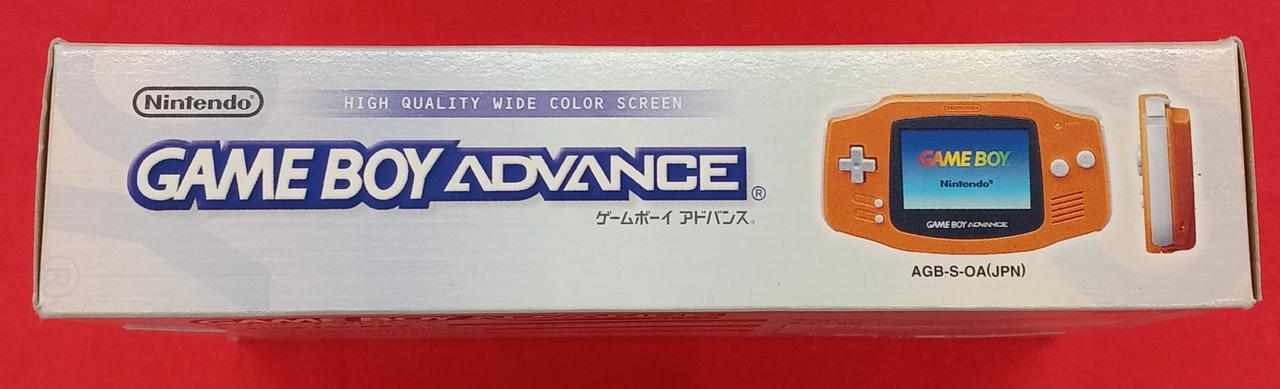 Nintendo®
HIGH QUALITY WIDE COLOR SCREEN
GAME BOY ADVANCE®
ゲームボーイ アドバンス
Nintendo
GAME BOY
Nintendo®
GAME BOY ADVANCE
AGB-S-OA(JPN)